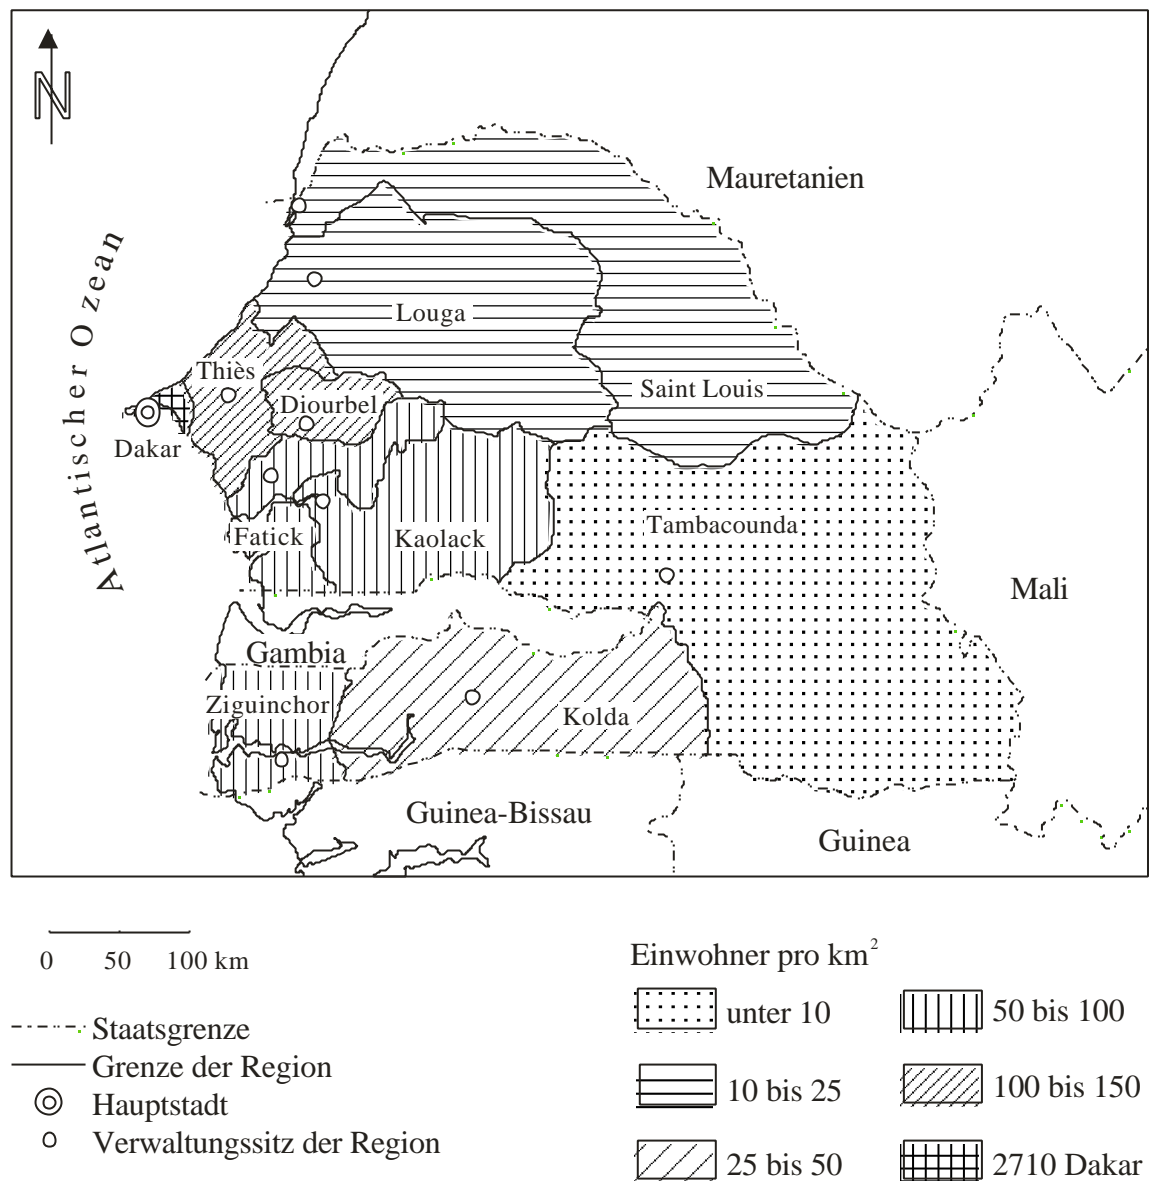 N
Mauretanien
Atlantischer Ozean
Louga
Thiès
Saint Louis
Diourbel
Dakar
Tambacounda
Fatick
Kaolack
Mali
Gambia
Ziguinchor
Kolda
Guinea-Bissau
Guinea
0 50 100 km
Staatsgrenze
Grenze der Region
Hauptstadt
Verwaltungssitz der Region
Einwohner pro km²
unter 10
10 bis 25
25 bis 50
50 bis 100
100 bis 150
2710 Dakar